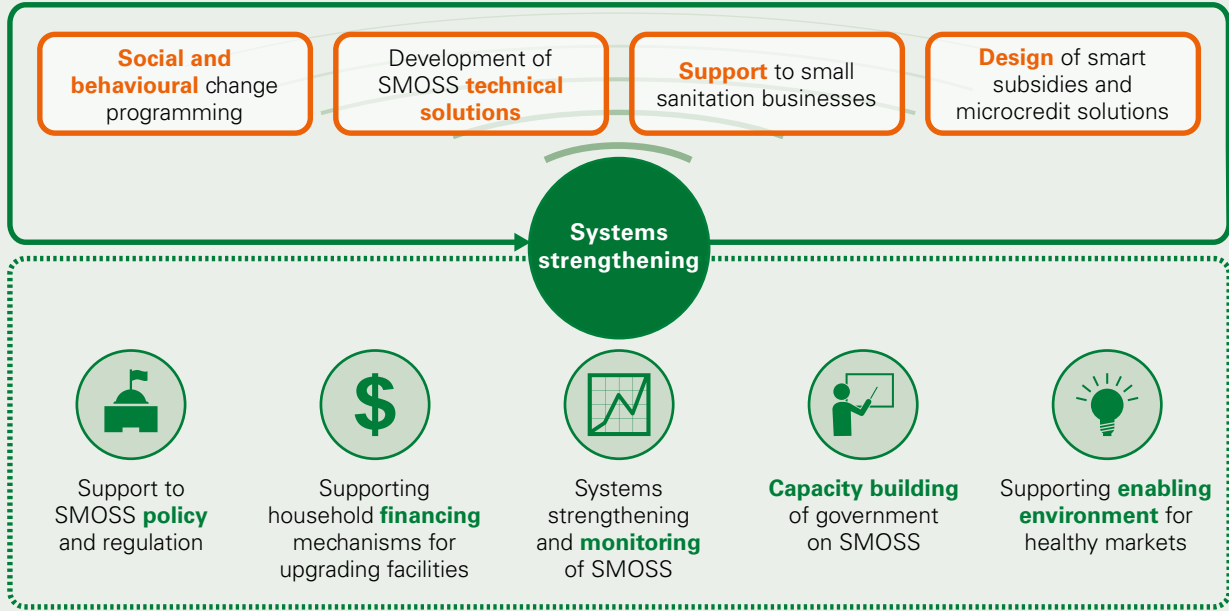 Social and
behavioural change
programming
Development of
SMOSS technical
solutions
Support to small
sanitation businesses
Design of smart
subsidies and
microcredit solutions
Systems
strengthening
Support to
SMOSS policy
and regulation
Supporting
household financing
mechanisms for
upgrading facilities
Systems
strengthening
and monitoring
of SMOSS
Capacity building
of government
on SMOSS
Supporting enabling
environment for
healthy markets